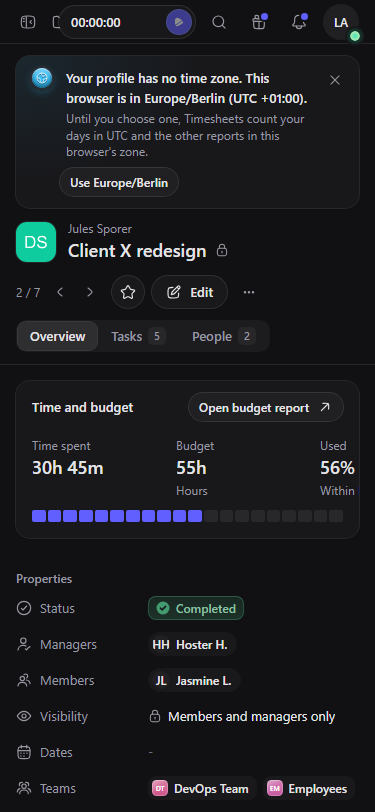 00:00:00
LA
Your profile has no time zone. This
browser is in Europe/Berlin (UTC +01:00).
Until you choose one, Timesheets count your
days in UTC and the other reports in this
browser's zone.
Use Europe/Berlin
DS
Jules Sporer
Client X redesign
2 / 7
Edit
Overview
Tasks 5
People 2
Time and budget
Open budget report
Time spent
Budget
Used
30h 45m
55h
56%
Hours
Within
Properties
Status
Completed
Managers
HH Hoster H.
Members
JL Jasmine L.
Visibility
Members and managers only
Dates
-
Teams
DT DevOps Team
EM Employees